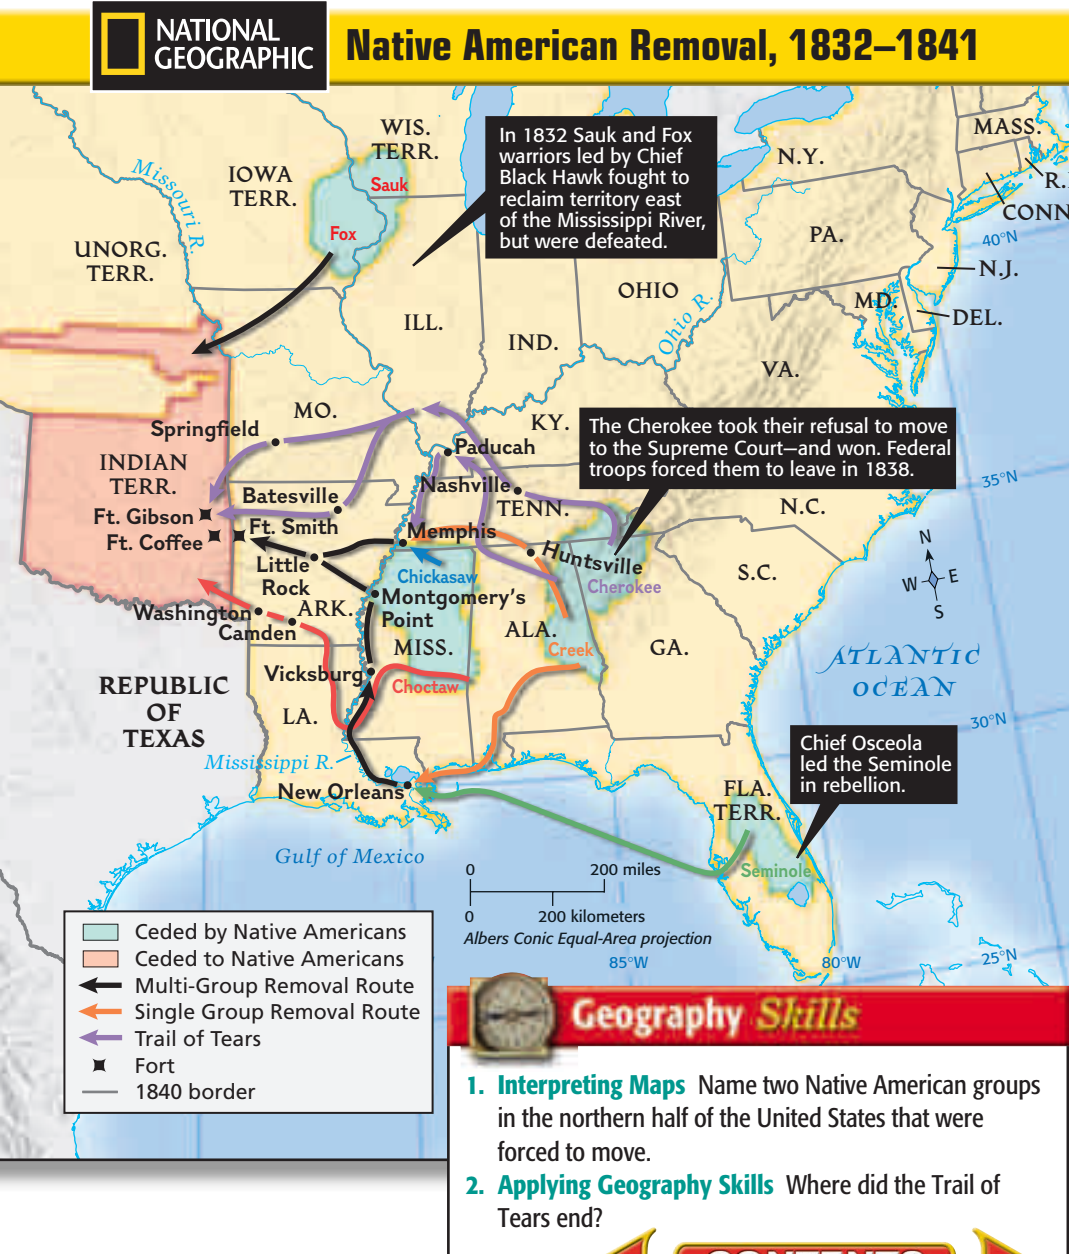 NATIONAL
GEOGRAPHIC
Native American Removal, 1832–1841
WIS.
TERR.
IOWA
TERR.
Sauk
Fox
Missouri R.
UNORG.
TERR.
In 1832 Sauk and Fox
warriors led by Chief
Black Hawk fought to
reclaim territory east
of the Mississippi River,
but were defeated.
N.Y.
MASS.
CONN
40°N
PA.
N.J.
MD.
DEL.
OHIO
Ohio R.
ILL.
IND.
VA.
MO.
KY.
Springfield
Paducah
The Cherokee took their refusal to move
to the Supreme Court—and won. Federal
troops forced them to leave in 1838.
INDIAN
TERR.
35°N
Batesville
Nashville
TENN.
N.C.
Ft. Gibson
Ft. Smith
Ft. Coffee
Memphis
Huntsville
Little
Rock
Chickasaw
Cherokee
S.C.
N
W
E
S
Montgomery's
Point
Washington
ARK.
Camden
MISS.
ALA.
Creek
GA.
Vicksburg
Choctaw
ATLANTIC
OCEAN
REPUBLIC
OF
TEXAS
LA.
30°N
Mississippi R.
New Orleans
Chief Osceola
led the Seminole
in rebellion.
FLA.
TERR.
Seminole
Gulf of Mexico
0 200 miles
0 200 kilometers
Albers Conic Equal-Area projection
85°W
80°W
25°N
Ceded by Native Americans
Ceded to Native Americans
Multi-Group Removal Route
Single Group Removal Route
Trail of Tears
Fort
1840 border
Geography Skills
1. Interpreting Maps Name two Native American groups
in the northern half of the United States that were
forced to move.
2. Applying Geography Skills Where did the Trail of
Tears end?